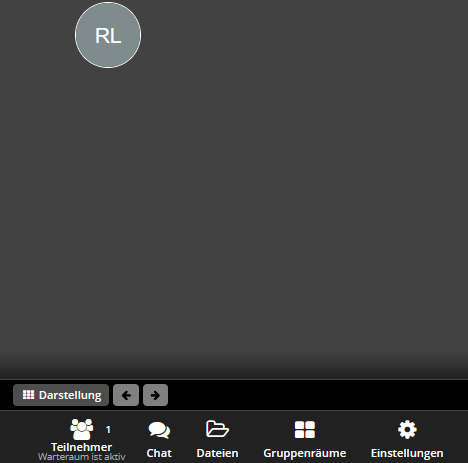 RL
Darstellung
1
Teilnehmer Chat Dateien Gruppenräume Einstellungen
Warteraum ist aktiv